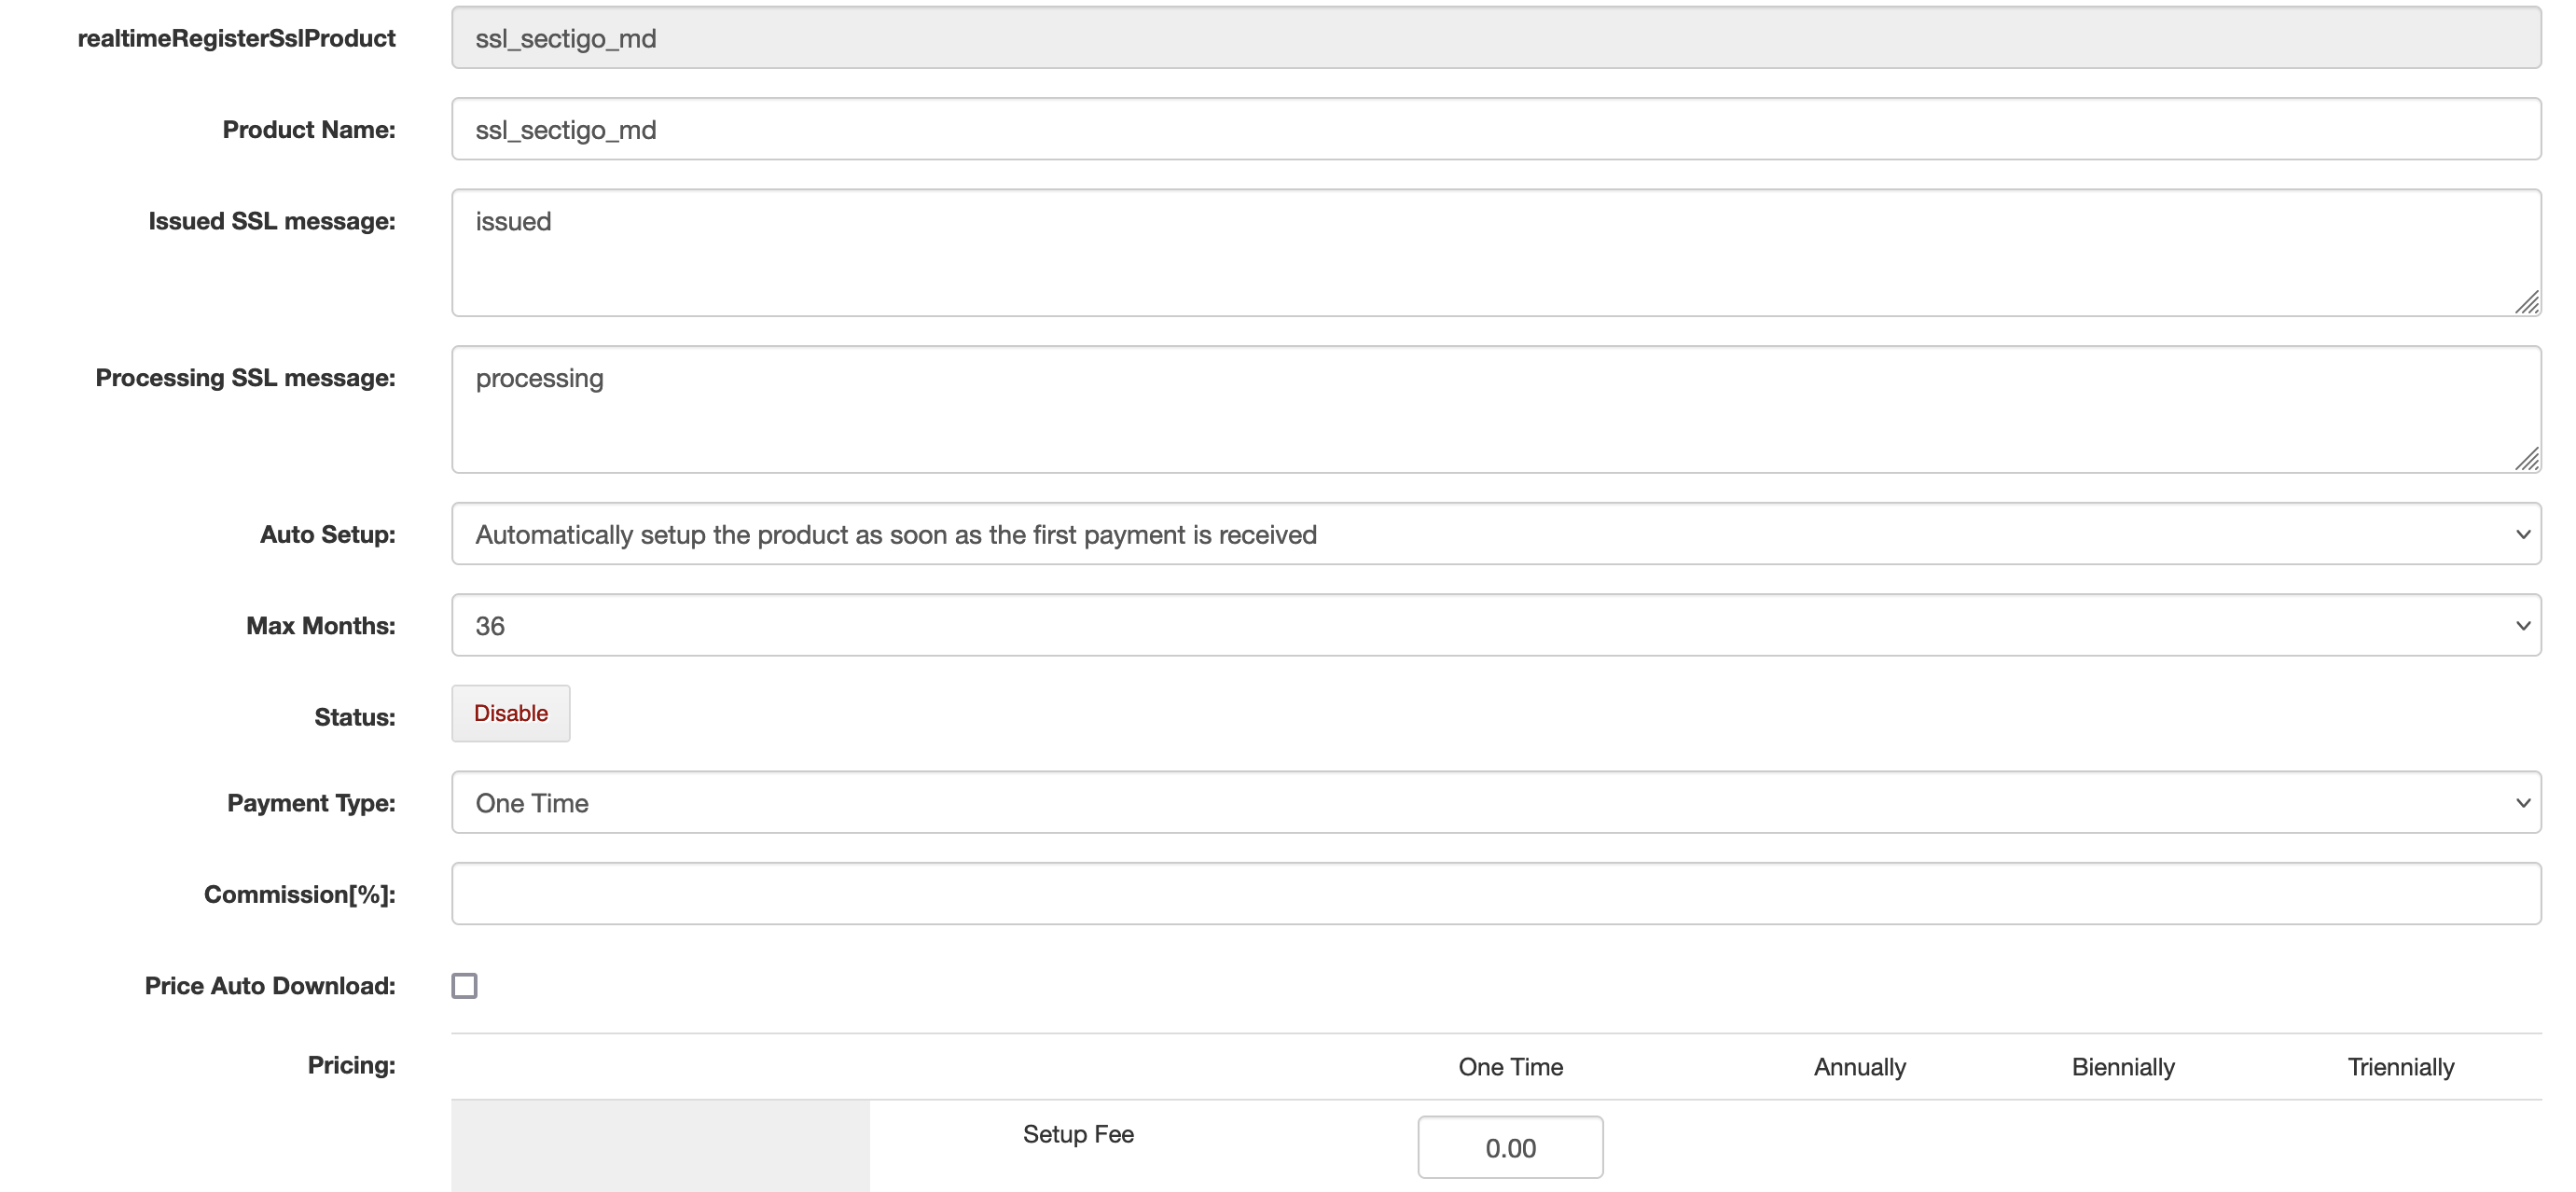 realtimeRegisterSslProduct ssl_sectigo_md
Product Name: ssl_sectigo_md
Issued SSL message: issued
Processing SSL message: processing
Auto Setup: Automatically setup the product as soon as the first payment is received
Max Months: 36
Status: Disable
Payment Type: One Time
Commission[%]:
Price Auto Download:
Pricing: One Time Annually Biennially Triennially
Setup Fee 0.00